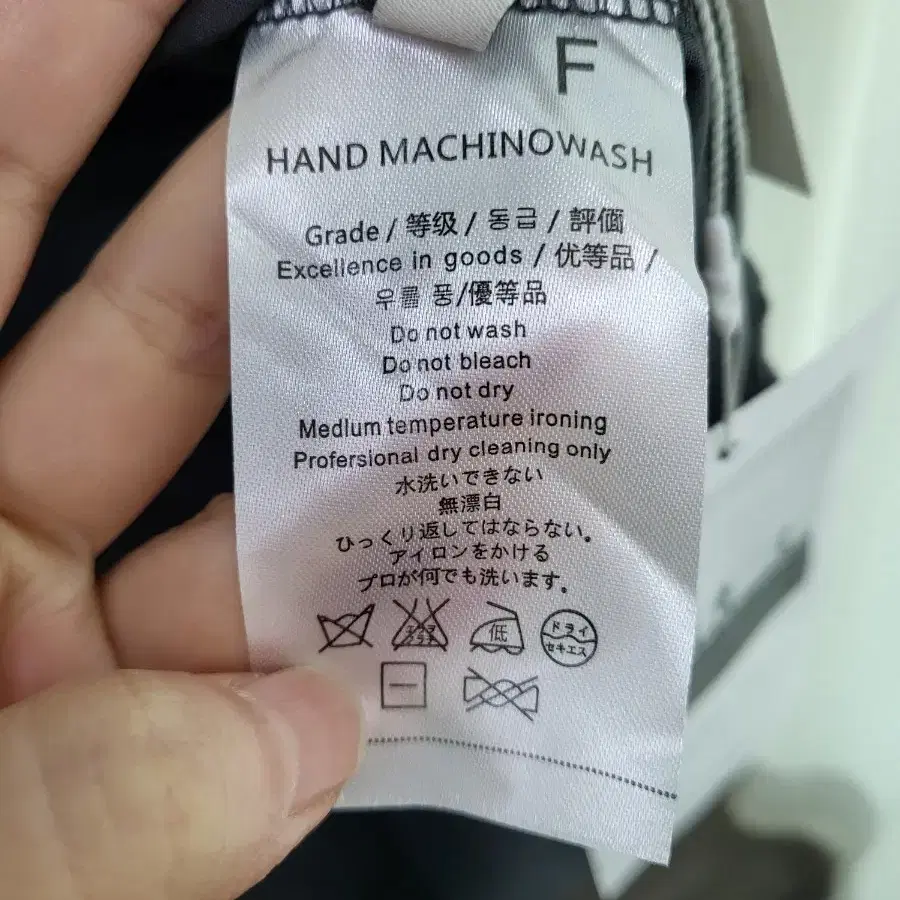 F
HAND MACHINOWASH
Grade / 等级 / 동급 / 評価
Excellence in goods / 优等品 /
우를 풍/優等品
Do not wash
Do not bleach
Do not dry
Medlum temperature ironing
Profersional dry cleaning only
水洗いできない
無漂白
ひっくり返してはならない。
アイロンをかける
プロが何でも洗います。
低
ドライ
セキエス